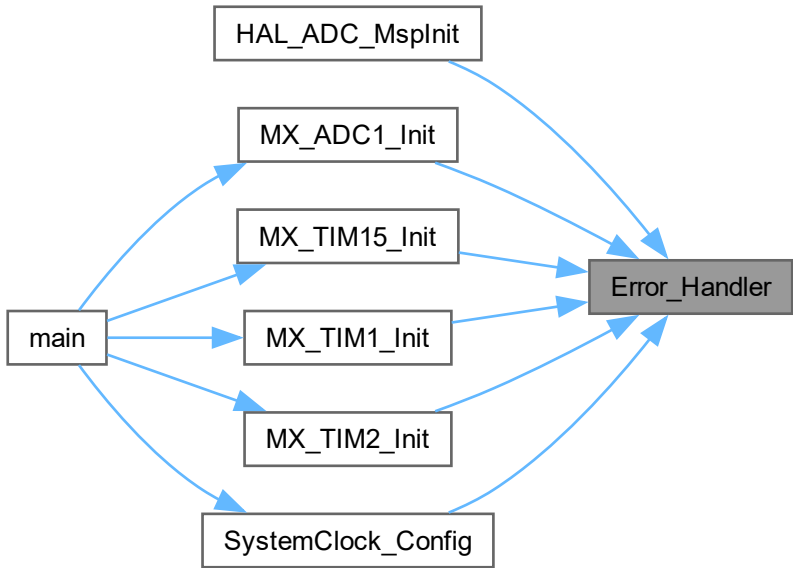 HAL_ADC_MspInit
MX_ADC1_Init
MX_TIM15_Init
Error_Handler
main
MX_TIM1_Init
MX_TIM2_Init
SystemClock_Config